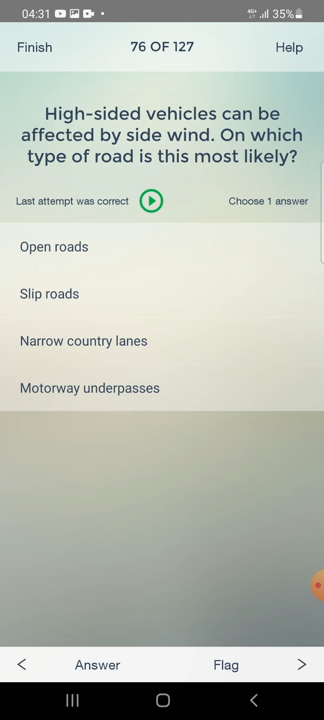 04:31 4G+ 35%
Finish 76 OF 127 Help
High-sided vehicles can be
affected by side wind. On which
type of road is this most likely?
Last attempt was correct Choose 1 answer
Open roads
Slip roads
Narrow country lanes
Motorway underpasses
< Answer Flag >